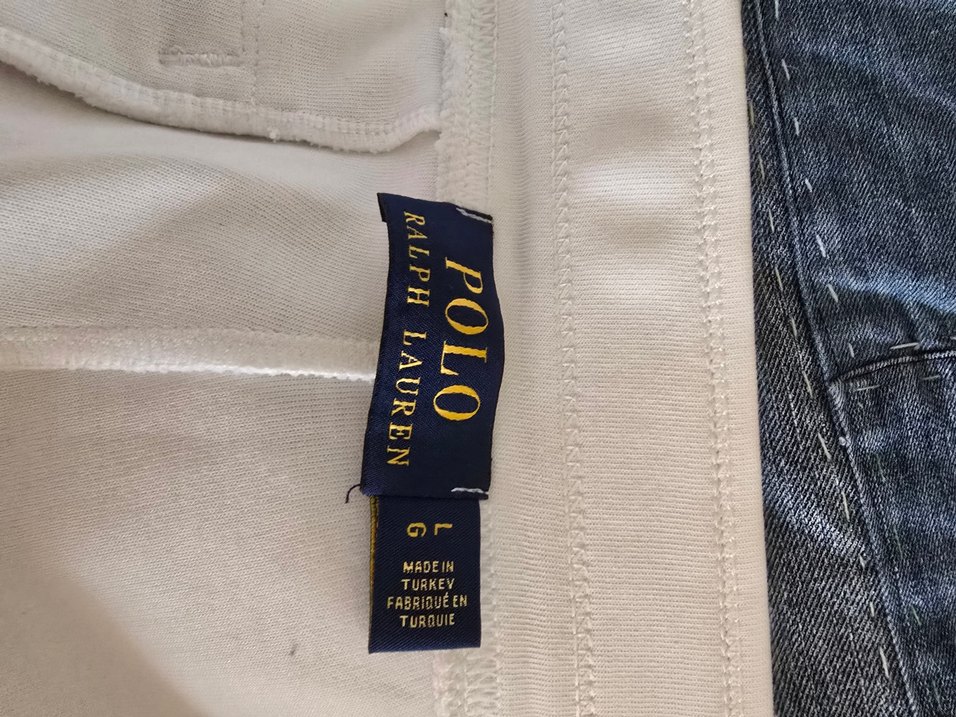 POLO
RALPH LAUREN
L
G
MADE IN
TURKEY
FABRIQUÉ EN
TURQUIE